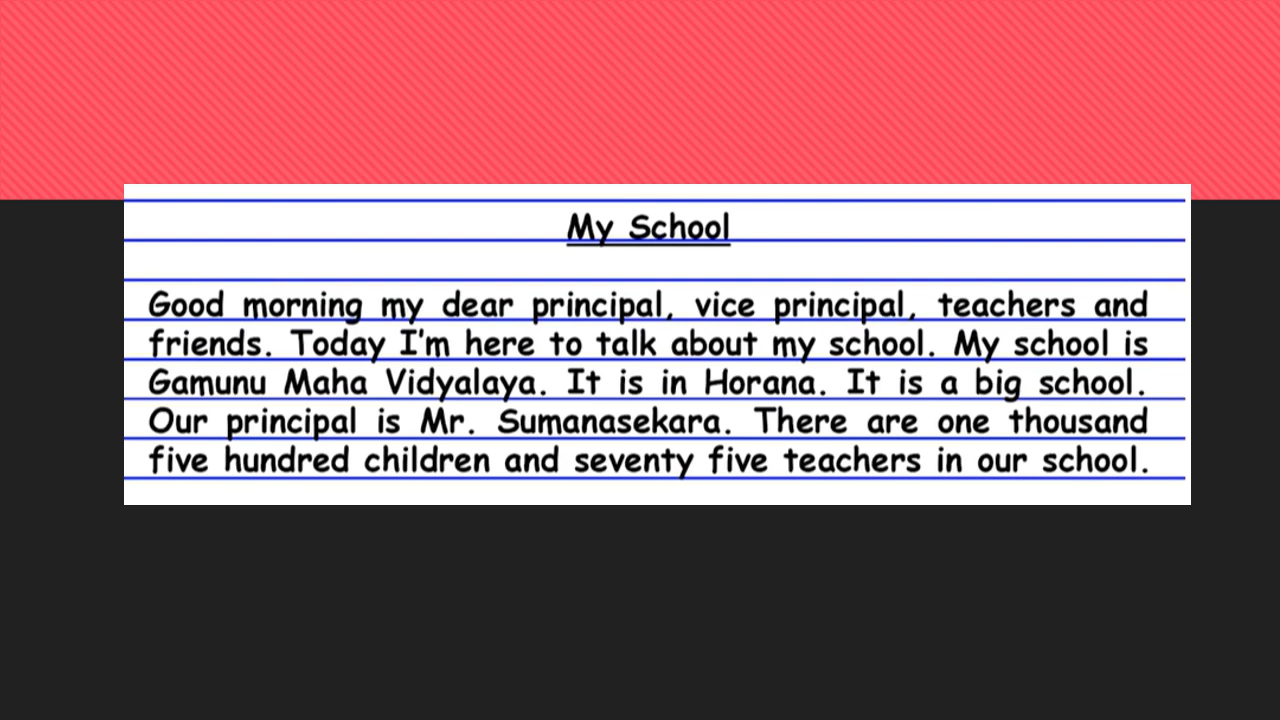 My School
Good morning my dear principal, vice principal, teachers and
friends. Today I'm here to talk about my school. My school is
Gamunu Maha Vidyalaya. It is in Horana. It is a big school.
Our principal is Mr. Sumanasekara. There are one thousand
five hundred children and seventy five teachers in our school.